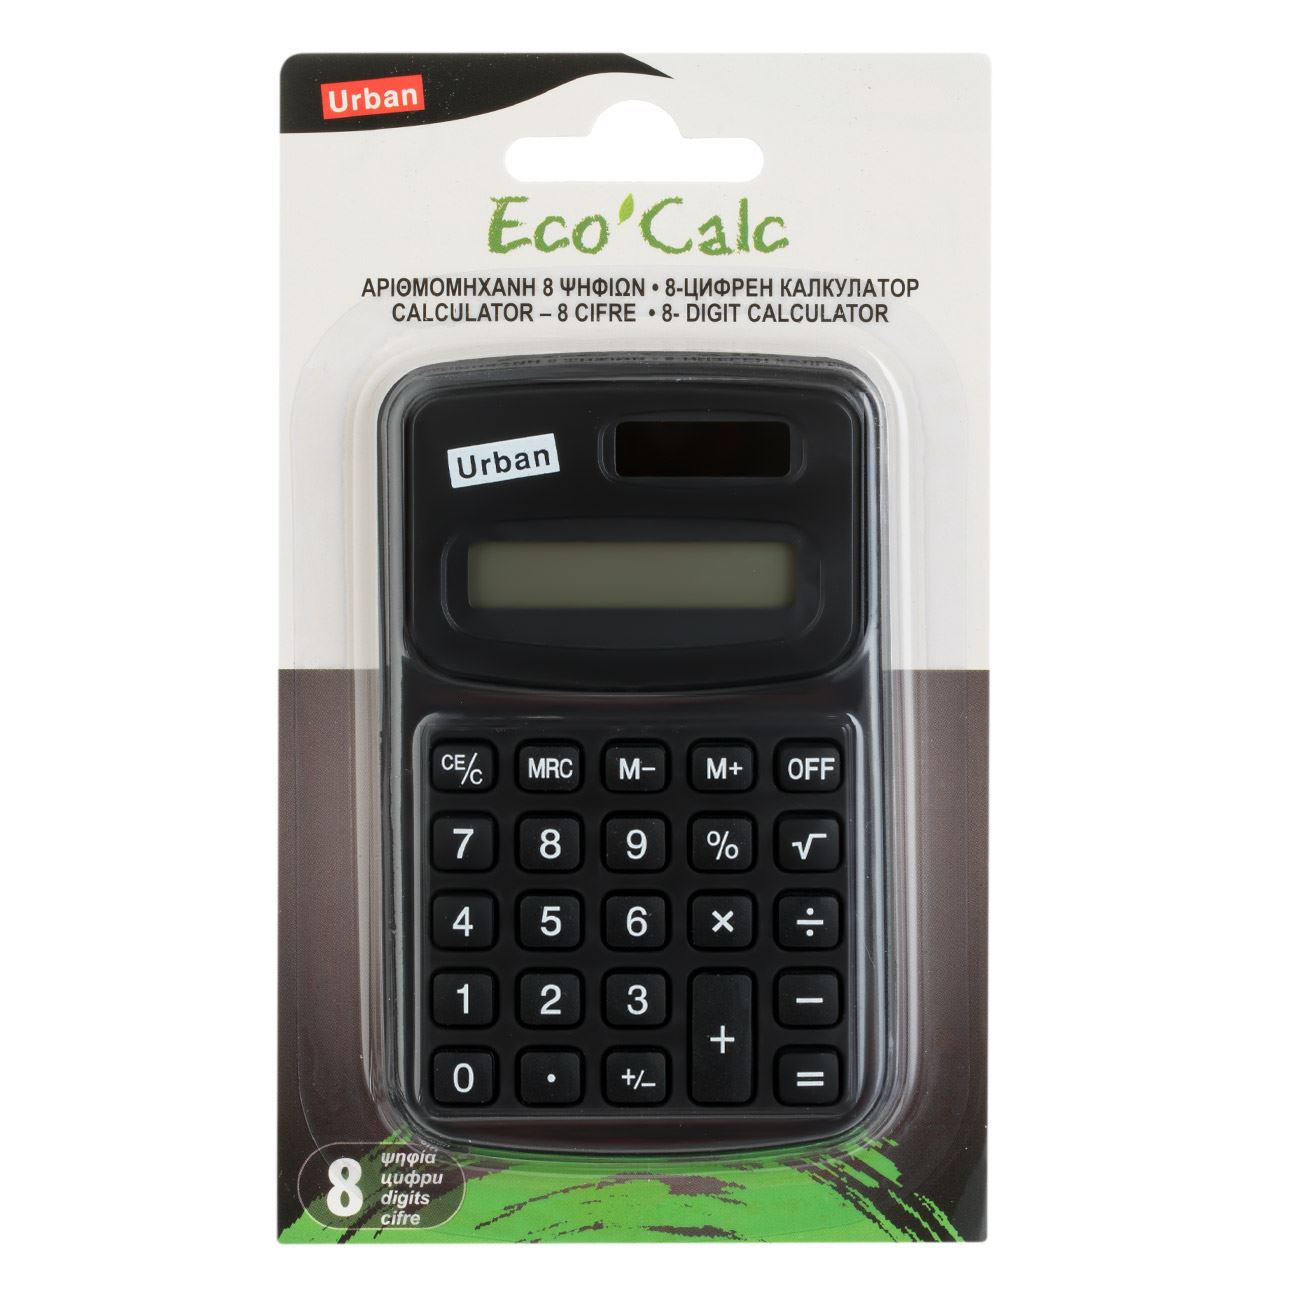 Urban
Eco'Calc
ΑΡΙΘΜΟΜΗΧΑΝΗ 8 ΨΗΦΙΩΝ • 8-ЦИФРЕН КАЛКУЛАТОР
CALCULATOR – 8 CIFRE • 8- DIGIT CALCULATOR
Urban
CE/C MRC M− M+ OFF
7 8 9 % √
4 5 6 × ÷
1 2 3 −
+
0 . +/− =
8
ψηφία
цифри
digits
cifre